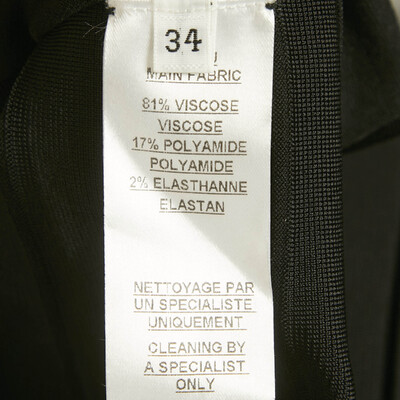 34
MAIN FABRIC
81% VISCOSE
VISCOSE
17% POLYAMIDE
POLYAMIDE
2% ELASTHANNE
ELASTAN
NETTOYAGE PAR
UN SPECIALISTE
UNIQUEMENT
CLEANING BY
A SPECIALIST
ONLY